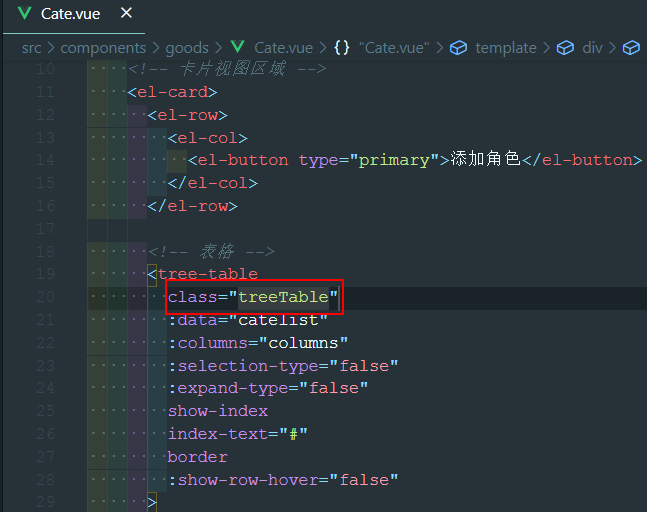 Cate.vue ×
src > components > goods > Cate.vue > {} "Cate.vue" > template > div >
10 <!-- 卡片视图区域 -->
11 <el-card>
12 <el-row>
13 <el-col>
14 <el-button type="primary">添加角色</el-button>
15 </el-col>
16 </el-row>
17
18 <!-- 表格 -->
19 <tree-table
20 class="treeTable"
21 :data="catelist"
22 :columns="columns"
23 :selection-type="false"
24 :expand-type="false"
25 show-index
26 index-text="#"
27 border
28 :show-row-hover="false"
29 >